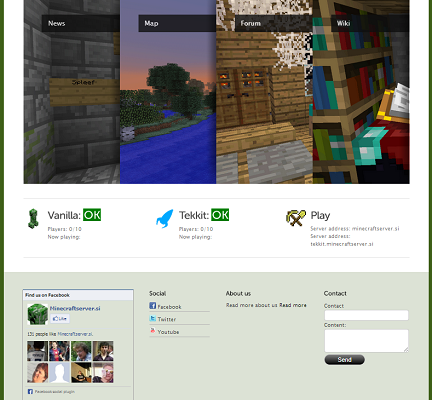 News
Map
Forum
Wiki
Spleef
Vanilla: OK
Players: 0/10
Now playing:
Tekkit: OK
Players: 0/10
Now playing:
Play
Server address: minecraftserver.si
Server address:
tekkit.minecraftserver.si
Find us on Facebook
Minecraftserver.si
Like
131 people like Minecraftserver.si.
Facebook social plugin
Social
Facebook
Twitter
Youtube
About us
Read more about us Read more
Contact
Contact
Content:
Send